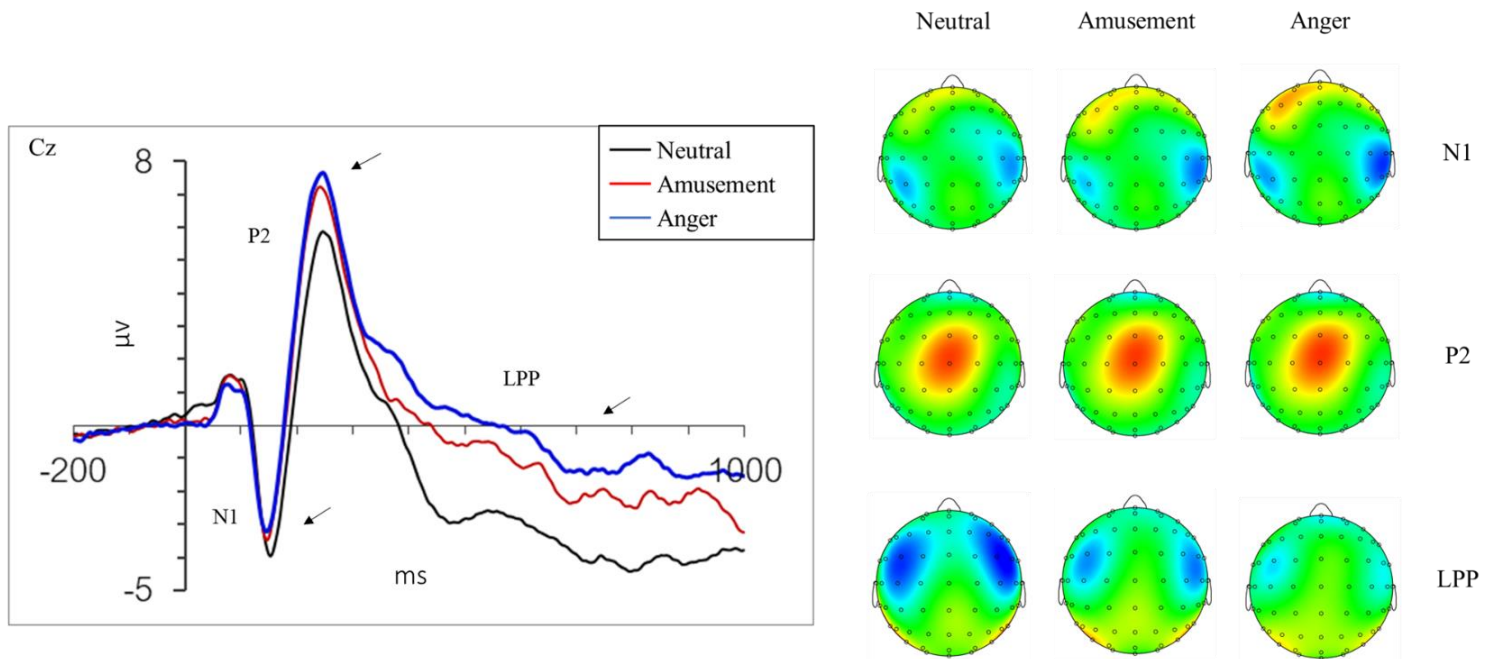 Cz
8
Neutral
Amusement
Anger
P2
μv
LPP
-200
1000
N1
ms
-5
Neutral Amusement Anger
N1
P2
LPP